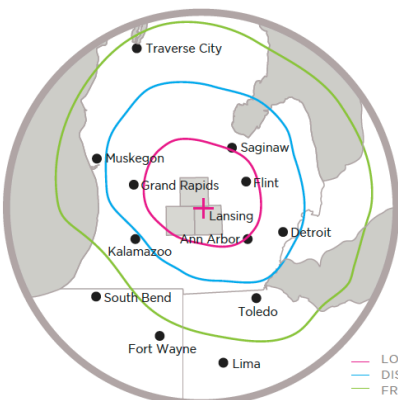 Traverse City
Saginaw
Muskegon
Flint
Grand Rapids
Lansing
Detroit
Ann Arbor
Kalamazoo
South Bend
Toledo
Fort Wayne
Lima
LO
DIS
FR